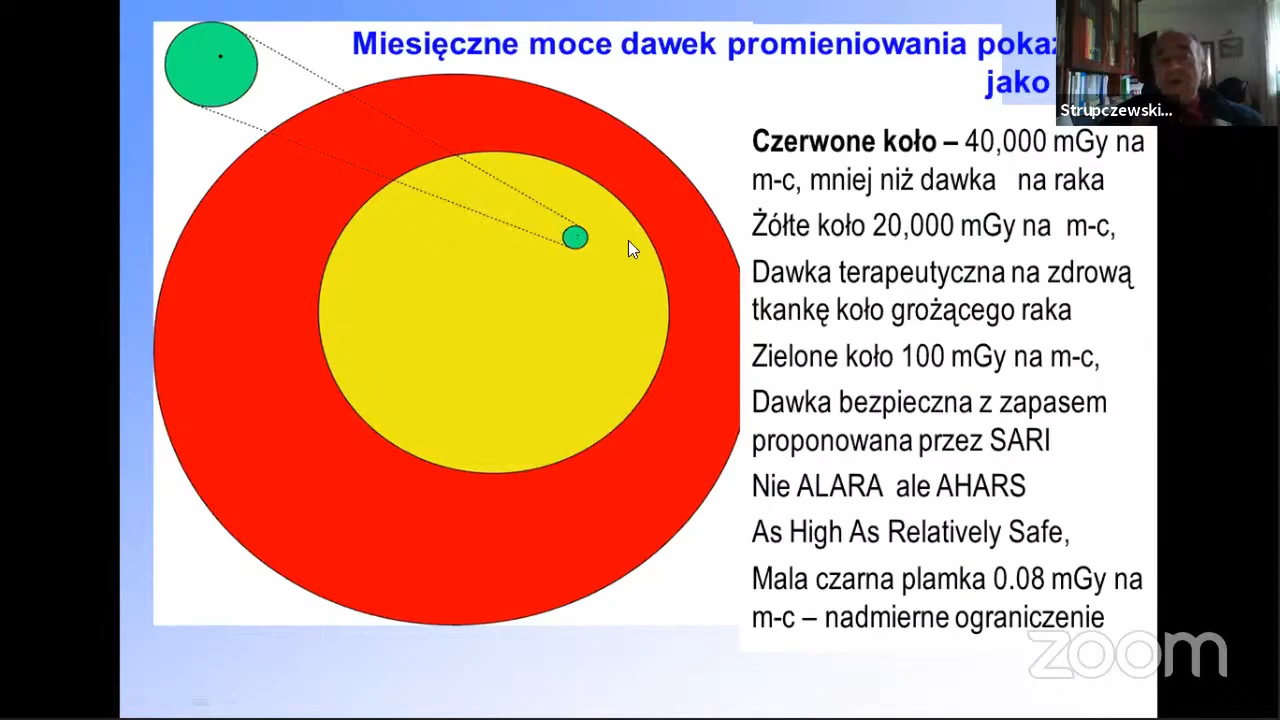 Miesięczne moce dawek promieniowania
jako
Strupczewski...
Czerwone koło – 40,000 mGy na
m-c, mniej niż dawka na raka
Żółte koło 20,000 mGy na m-c,
Dawka terapeutyczna na zdrową
tkankę koło grożącego raka
Zielone koło 100 mGy na m-c,
Dawka bezpieczna z zapasem
proponowana przez SARI
Nie ALARA ale AHARS
As High As Relatively Safe,
Mala czarna plamka 0.08 mGy na
m-c – nadmierne ograniczenie
zoom